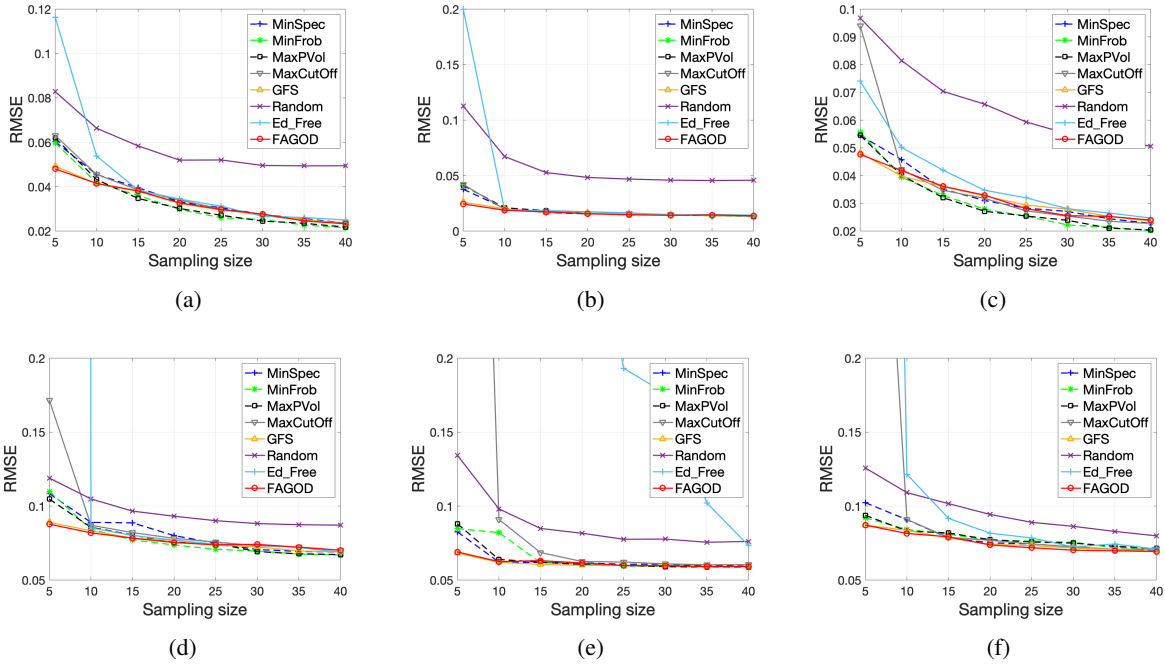 0.12
0.1
0.08
0.06
0.04
0.02
RMSE
5 10 15 20 25 30 35 40
Sampling size
MinSpec
MinFrob
MaxPVol
MaxCutOff
GFS
Random
Ed_Free
FAGOD
(a)
0.2
0.15
0.1
0.05
0
RMSE
5 10 15 20 25 30 35 40
Sampling size
MinSpec
MinFrob
MaxPVol
MaxCutOff
GFS
Random
Ed_Free
FAGOD
(b)
0.1
0.09
0.08
0.07
0.06
0.05
0.04
0.03
0.02
RMSE
5 10 15 20 25 30 35 40
Sampling size
MinSpec
MinFrob
MaxPVol
MaxCutOff
GFS
Random
Ed_Free
FAGOD
(c)
0.2
0.15
0.1
0.05
RMSE
5 10 15 20 25 30 35 40
Sampling size
MinSpec
MinFrob
MaxPVol
MaxCutOff
GFS
Random
Ed_Free
FAGOD
(d)
0.2
0.15
0.1
0.05
RMSE
5 10 15 20 25 30 35 40
Sampling size
MinSpec
MinFrob
MaxPVol
MaxCutOff
GFS
Random
Ed_Free
FAGOD
(e)
0.2
0.15
0.1
0.05
RMSE
5 10 15 20 25 30 35 40
Sampling size
MinSpec
MinFrob
MaxPVol
MaxCutOff
GFS
Random
Ed_Free
FAGOD
(f)